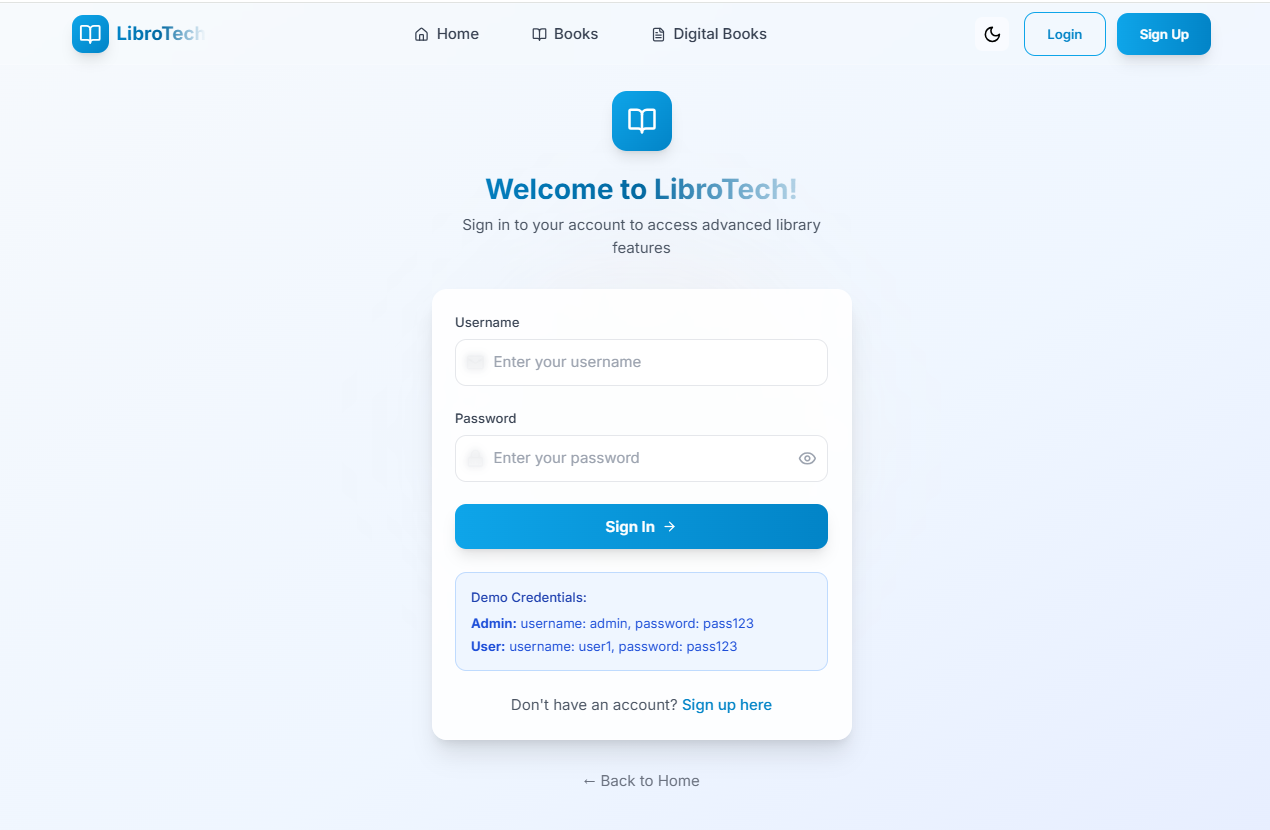 LibroTech
Home
Books
Digital Books
Login
Sign Up
Welcome to LibroTech!
Sign in to your account to access advanced library
features
Username
Enter your username
Password
Enter your password
Sign In →
Demo Credentials:
Admin: username: admin, password: pass123
User: username: user1, password: pass123
Don't have an account? Sign up here
← Back to Home